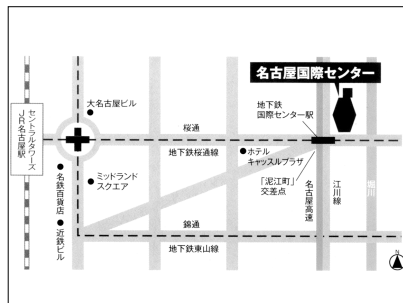 名古屋国際センター
大名古屋ビル
地下鉄
国際センター駅
JR名古屋駅
セントラルタワーズ
桜通
地下鉄桜通線
ホテル
キャッスルプラザ
ミッドランド
スクエア
名鉄百貨店
近鉄ビル
「泥江町」
交差点
名古屋高速
江川線
堀川
錦通
地下鉄東山線
N